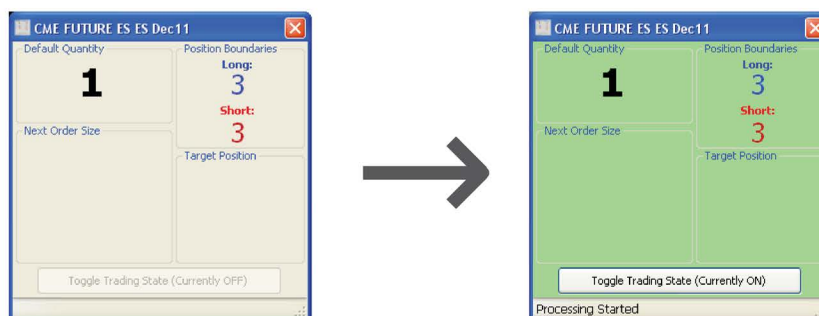 CME FUTURE ES ES Dec11
Default Quantity
1
Position Boundaries
Long:
3
Short:
3
Next Order Size
Target Position
Toggle Trading State (Currently OFF)
CME FUTURE ES ES Dec11
Default Quantity
1
Position Boundaries
Long:
3
Short:
3
Next Order Size
Target Position
Toggle Trading State (Currently ON)
Processing Started